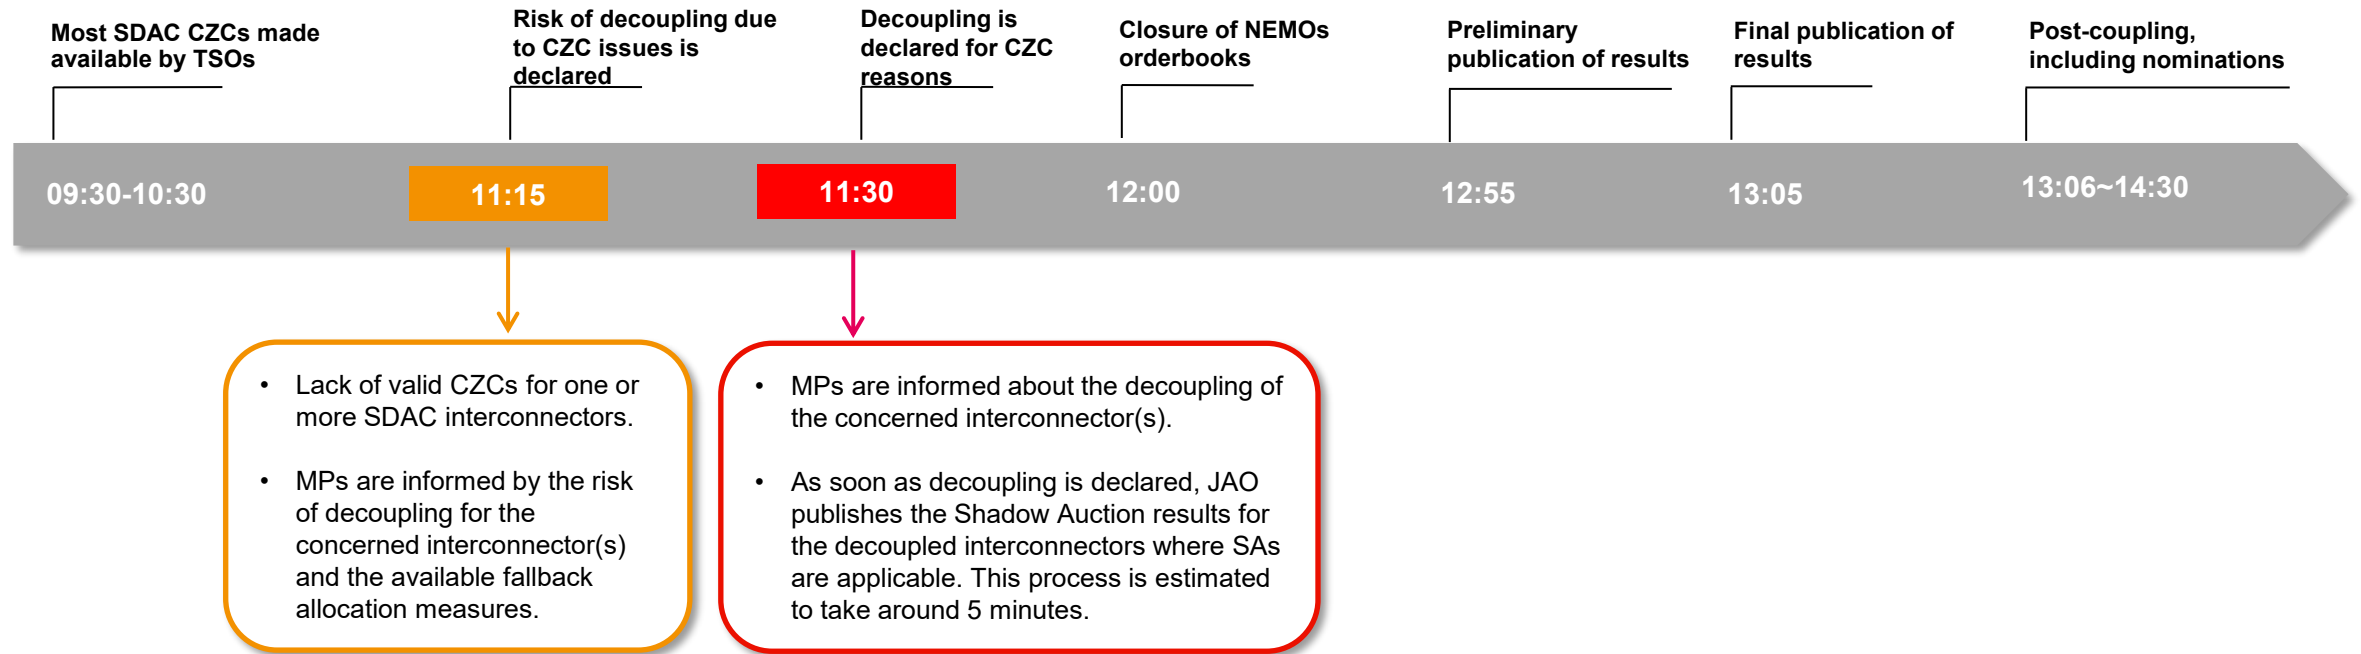 Most SDAC CZCs made
available by TSOs
Risk of decoupling due
to CZC issues is
declared
Decoupling is
declared for CZC
reasons
Closure of NEMOs
orderbooks
Preliminary
publication of results
Final publication of
results
Post-coupling,
including nominations
09:30-10:30
11:15
11:30
12:00
12:55
13:05
13:06~14:30
• Lack of valid CZCs for one or
more SDAC interconnectors.
• MPs are informed by the risk
of decoupling for the
concerned interconnector(s)
and the available fallback
allocation measures.
• MPs are informed about the decoupling of
the concerned interconnector(s).
• As soon as decoupling is declared, JAO
publishes the Shadow Auction results for
the decoupled interconnectors where SAs
are applicable. This process is estimated
to take around 5 minutes.